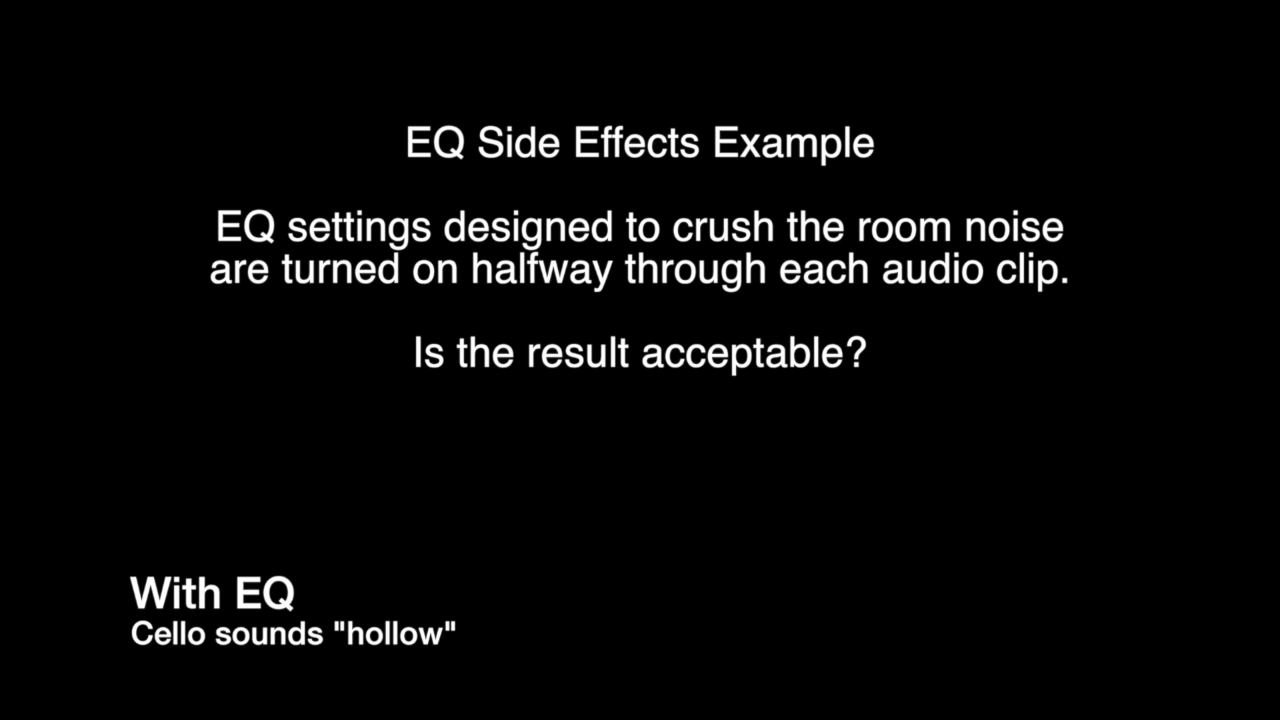 EQ Side Effects Example
EQ settings designed to crush the room noise
are turned on halfway through each audio clip.
Is the result acceptable?
With EQ
Cello sounds "hollow"